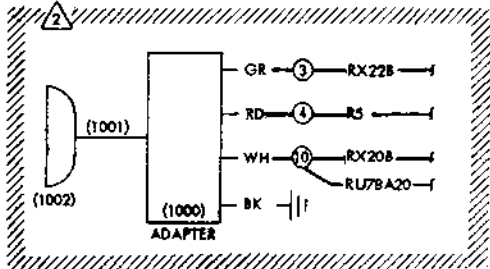 2
GR 3 RX22B
(1001) RD 4 R5
WH 10 RX20B
RU7BA20
(1002) (1000) BK
ADAPTER